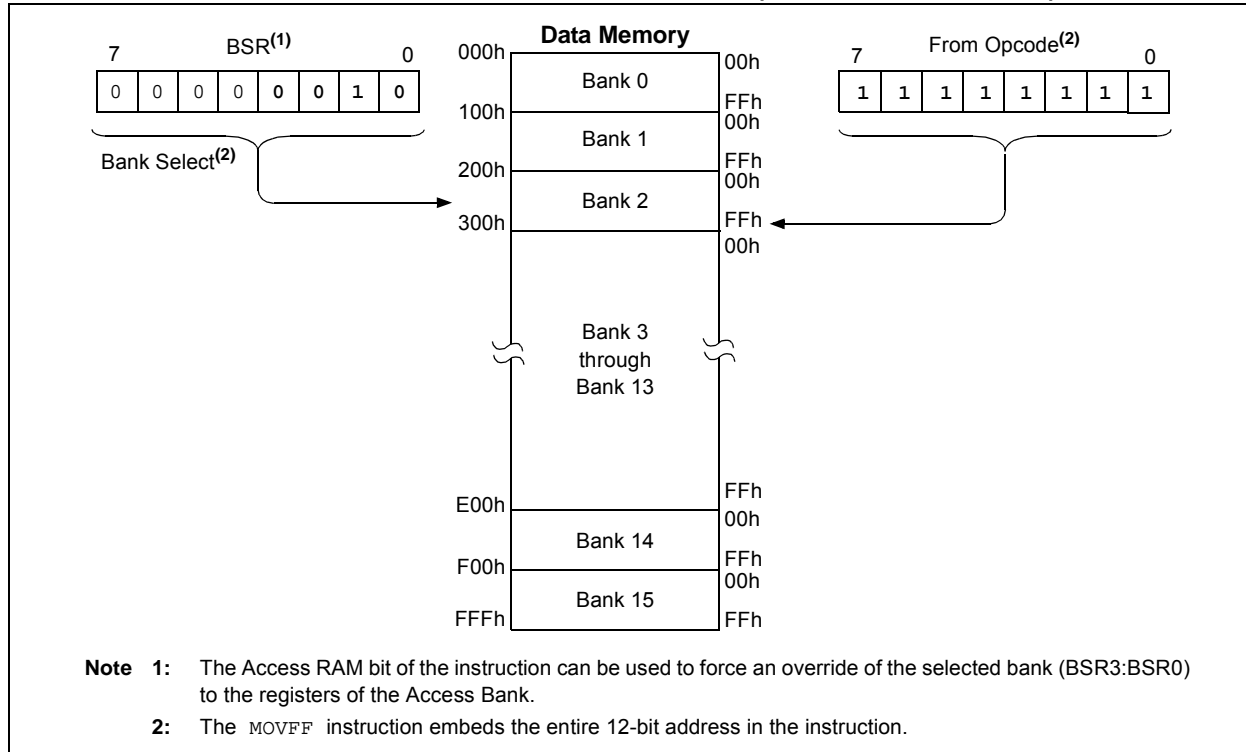 Data Memory
BSR(1)
7 0
0 0 0 0 0 0 1 0
Bank Select(2)
From Opcode(2)
7 0
1 1 1 1 1 1 1 1
000h
Bank 0
00h
FFh
100h
Bank 1
00h
FFh
200h
Bank 2
00h
FFh
300h
00h
Bank 3
through
Bank 13
FFh
E00h
Bank 14
00h
FFh
F00h
Bank 15
00h
FFFh
FFh
Note 1: The Access RAM bit of the instruction can be used to force an override of the selected bank (BSR3:BSR0)
to the registers of the Access Bank.
2: The MOVFF instruction embeds the entire 12-bit address in the instruction.